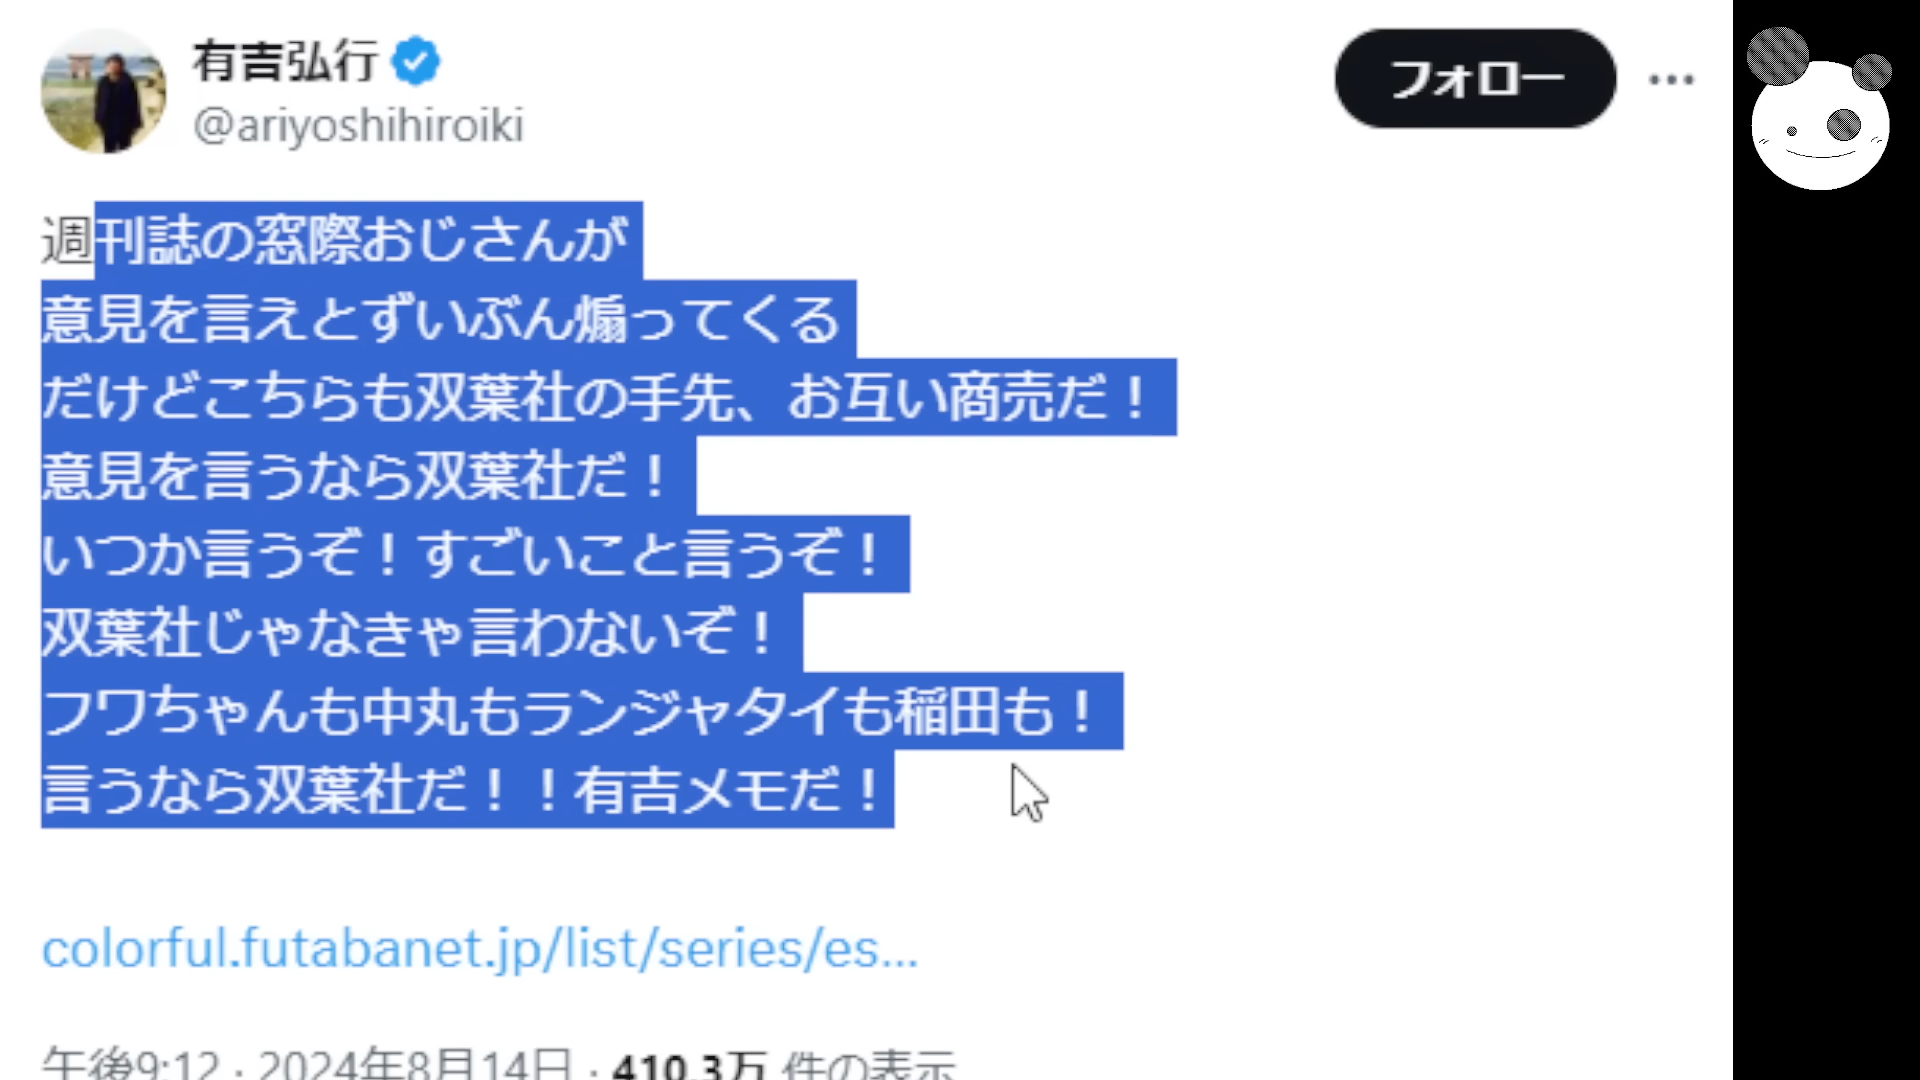 有吉弘行
@ariyoshihiroiki
フォロー
週刊誌の窓際おじさんが
意見を言えとずいぶん煽ってくる
だけどこちらも双葉社の手先、お互い商売だ！
意見を言うなら双葉社だ！
いつか言うぞ！すごいこと言うぞ！
双葉社じゃなきゃ言わないぞ！
フワちゃんも中丸もランジャタイも稲田も！
言うなら双葉社だ！！有吉メモだ！
colorful.futabanet.jp/list/series/es...
午後9:12 · 2024年8月14日 · 410.3万 件の表示